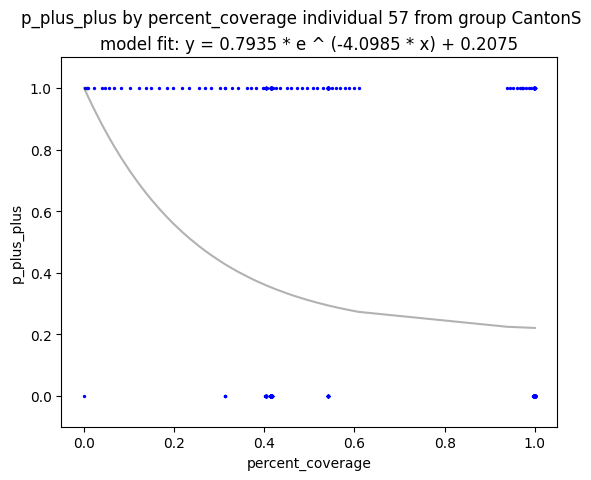 p_plus_plus by percent_coverage individual 57 from group CantonS
model fit: y = 0.7935 * e ^ (-4.0985 * x) + 0.2075
p_plus_plus
1.0
0.8
0.6
0.4
0.2
0.0
0.0 0.2 0.4 0.6 0.8 1.0
percent_coverage